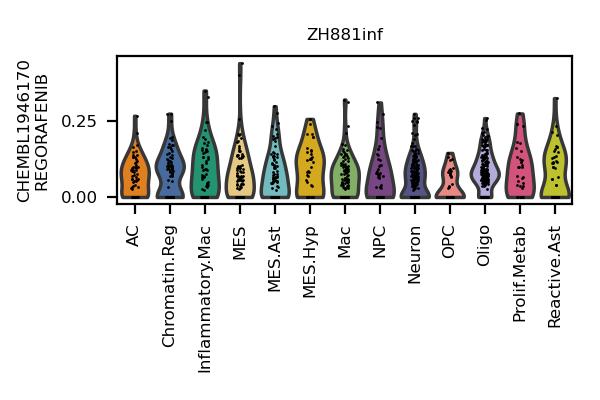 ZH881inf
CHEMBL1946170
REGORAFENIB
0.25
0.00
AC
Chromatin.Reg
Inflammatory.Mac
MES
MES.Ast
MES.Hyp
Mac
NPC
Neuron
OPC
Oligo
Prolif.Metab
Reactive.Ast